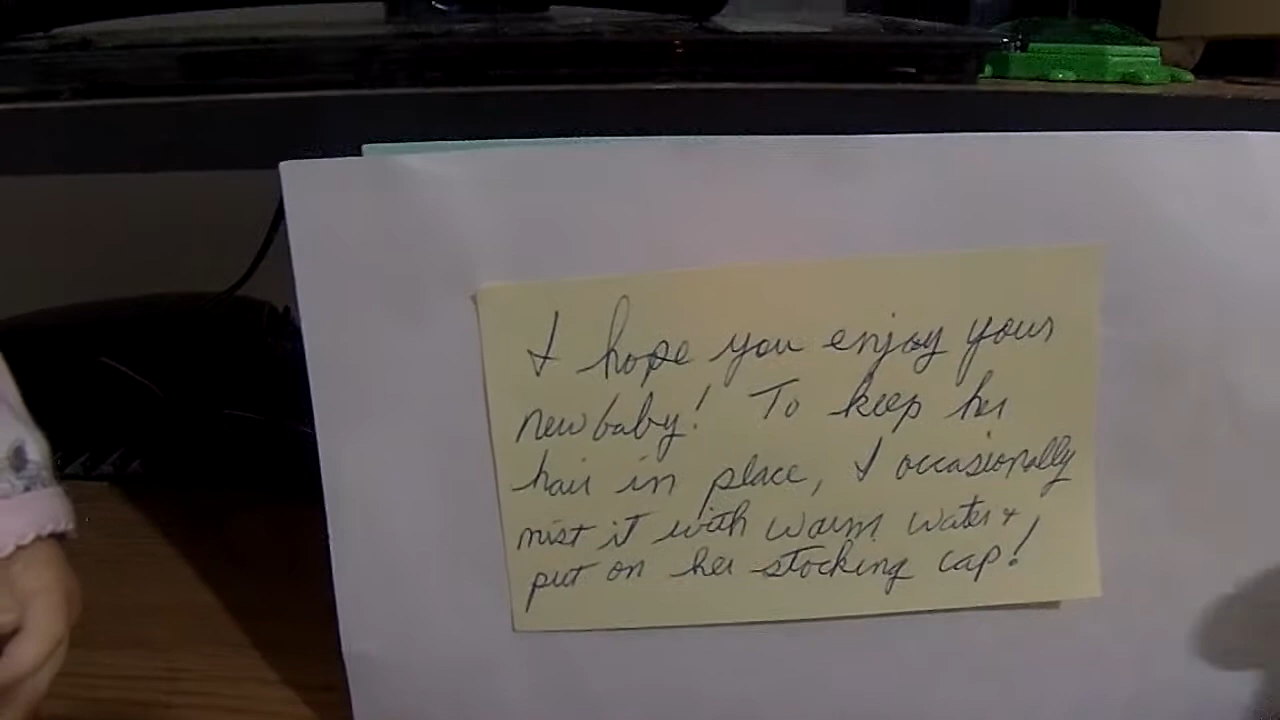 I hope you enjoy your
new baby! To keep her
hair in place, I occasionally
mist it with warm water &
put on her stocking cap!